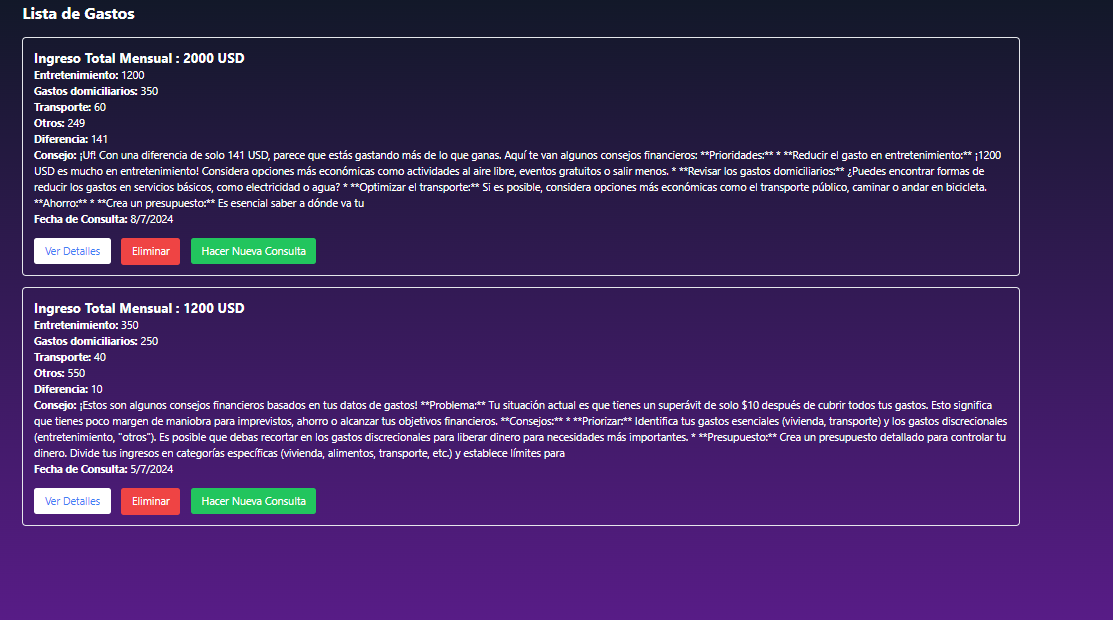 Lista de Gastos
Ingreso Total Mensual : 2000 USD
Entretenimiento: 1200
Gastos domiciliarios: 350
Transporte: 60
Otros: 249
Diferencia: 141
Consejo: ¡Uf! Con una diferencia de solo 141 USD, parece que estás gastando más de lo que ganas. Aquí te van algunos consejos financieros: **Prioridades:** * **Reducir el gasto en entretenimiento:** ¡1200
USD es mucho en entretenimiento! Considera opciones más económicas como actividades al aire libre, eventos gratuitos o salir menos. * **Revisar los gastos domiciliarios:** ¿Puedes encontrar formas de
reducir los gastos en servicios básicos, como electricidad o agua? * **Optimizar el transporte:** Si es posible, considera opciones más económicas como el transporte público, caminar o andar en bicicleta.
**Ahorro:** * **Crea un presupuesto:** Es esencial saber a dónde va tu
Fecha de Consulta: 8/7/2024
Ver Detalles Eliminar Hacer Nueva Consulta
Ingreso Total Mensual : 1200 USD
Entretenimiento: 350
Gastos domiciliarios: 250
Transporte: 40
Otros: 550
Diferencia: 10
Consejo: ¡Estos son algunos consejos financieros basados en tus datos de gastos! **Problema:** Tu situación actual es que tienes un superávit de solo $10 después de cubrir todos tus gastos. Esto significa
que tienes poco margen de maniobra para imprevistos, ahorro o alcanzar tus objetivos financieros. **Consejos:** * **Priorizar:** Identifica tus gastos esenciales (vivienda, transporte) y los gastos discrecionales
(entretenimiento, "otros"). Es posible que debas recortar en los gastos discrecionales para liberar dinero para necesidades más importantes. * **Presupuesto:** Crea un presupuesto detallado para controlar tu
dinero. Divide tus ingresos en categorías específicas (vivienda, alimentos, transporte, etc.) y establece límites para
Fecha de Consulta: 5/7/2024
Ver Detalles Eliminar Hacer Nueva Consulta